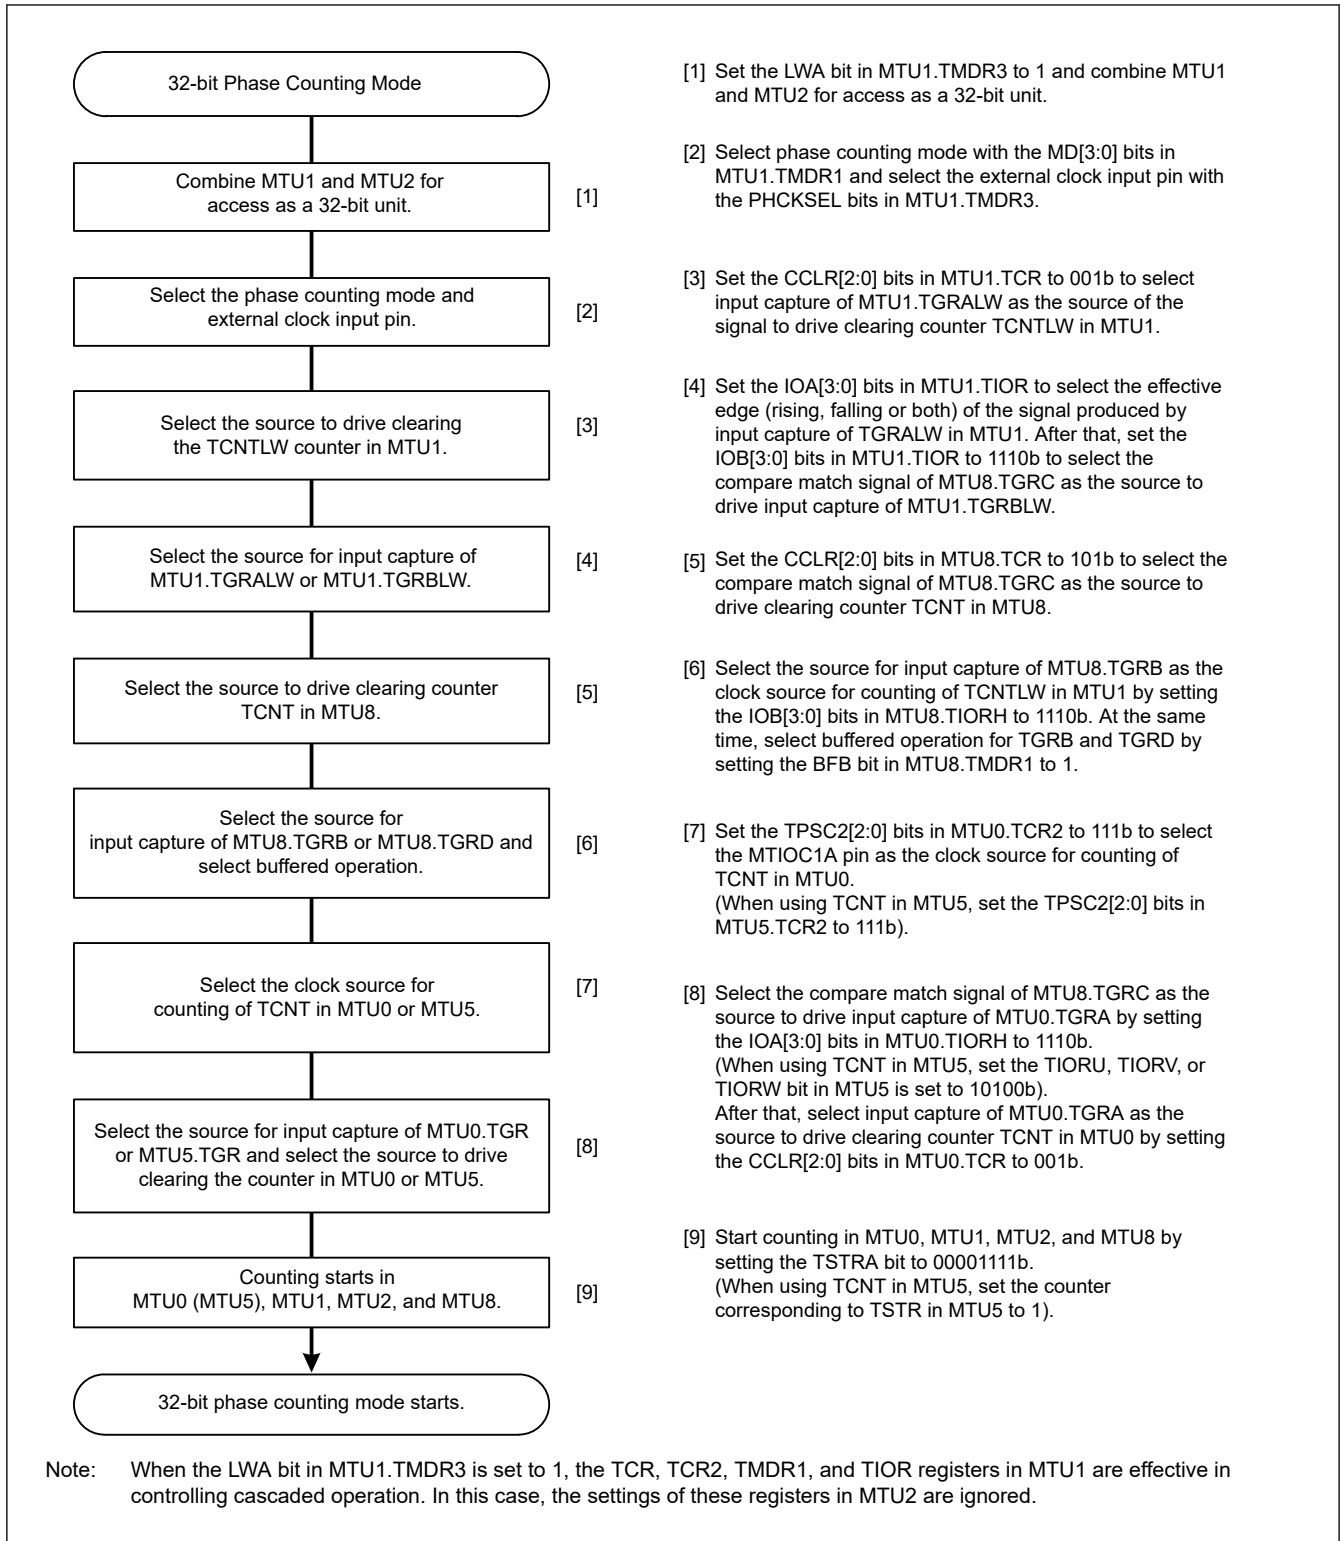 32-bit Phase Counting Mode
Combine MTU1 and MTU2 for
access as a 32-bit unit.
[1]
Select the phase counting mode and
external clock input pin.
[2]
Select the source to drive clearing
the TCNTLW counter in MTU1.
[3]
Select the source for input capture of
MTU1.TGRALW or MTU1.TGRBLW.
[4]
Select the source to drive clearing counter
TCNT in MTU8.
[5]
Select the source for
input capture of MTU8.TGRB or MTU8.TGRD and
select buffered operation.
[6]
Select the clock source for
counting of TCNT in MTU0 or MTU5.
[7]
Select the source for input capture of MTU0.TGR
or MTU5.TGR and select the source to drive
clearing the counter in MTU0 or MTU5.
[8]
Counting starts in
MTU0 (MTU5), MTU1, MTU2, and MTU8.
[9]
32-bit phase counting mode starts.
[1] Set the LWA bit in MTU1.TMDR3 to 1 and combine MTU1
and MTU2 for access as a 32-bit unit.
[2] Select phase counting mode with the MD[3:0] bits in
MTU1.TMDR1 and select the external clock input pin with
the PHCKSEL bits in MTU1.TMDR3.
[3] Set the CCLR[2:0] bits in MTU1.TCR to 001b to select
input capture of MTU1.TGRALW as the source of the
signal to drive clearing counter TCNTLW in MTU1.
[4] Set the IOA[3:0] bits in MTU1.TIOR to select the effective
edge (rising, falling or both) of the signal produced by
input capture of TGRALW in MTU1. After that, set the
IOB[3:0] bits in MTU1.TIOR to 1110b to select the
compare match signal of MTU8.TGRC as the source to
drive input capture of MTU1.TGRBLW.
[5] Set the CCLR[2:0] bits in MTU8.TCR to 101b to select the
compare match signal of MTU8.TGRC as the source to
drive clearing counter TCNT in MTU8.
[6] Select the source for input capture of MTU8.TGRB as the
clock source for counting of TCNTLW in MTU1 by setting
the IOB[3:0] bits in MTU8.TIORH to 1110b. At the same
time, select buffered operation for TGRB and TGRD by
setting the BFB bit in MTU8.TMDR1 to 1.
[7] Set the TPSC2[2:0] bits in MTU0.TCR2 to 111b to select
the MTIOC1A pin as the clock source for counting of
TCNT in MTU0.
(When using TCNT in MTU5, set the TPSC2[2:0] bits in
MTU5.TCR2 to 111b).
[8] Select the compare match signal of MTU8.TGRC as the
source to drive input capture of MTU0.TGRA by setting
the IOA[3:0] bits in MTU0.TIORH to 1110b.
(When using TCNT in MTU5, set the TIORU, TIORV, or
TIORW bit in MTU5 is set to 10100b).
After that, select input capture of MTU0.TGRA as the
source to drive clearing counter TCNT in MTU0 by setting
the CCLR[2:0] bits in MTU0.TCR to 001b.
[9] Start counting in MTU0, MTU1, MTU2, and MTU8 by
setting the TSTRA bit to 00001111b.
(When using TCNT in MTU5, set the counter
corresponding to TSTR in MTU5 to 1).
Note: When the LWA bit in MTU1.TMDR3 is set to 1, the TCR, TCR2, TMDR1, and TIOR registers in MTU1 are effective in
controlling cascaded operation. In this case, the settings of these registers in MTU2 are ignored.